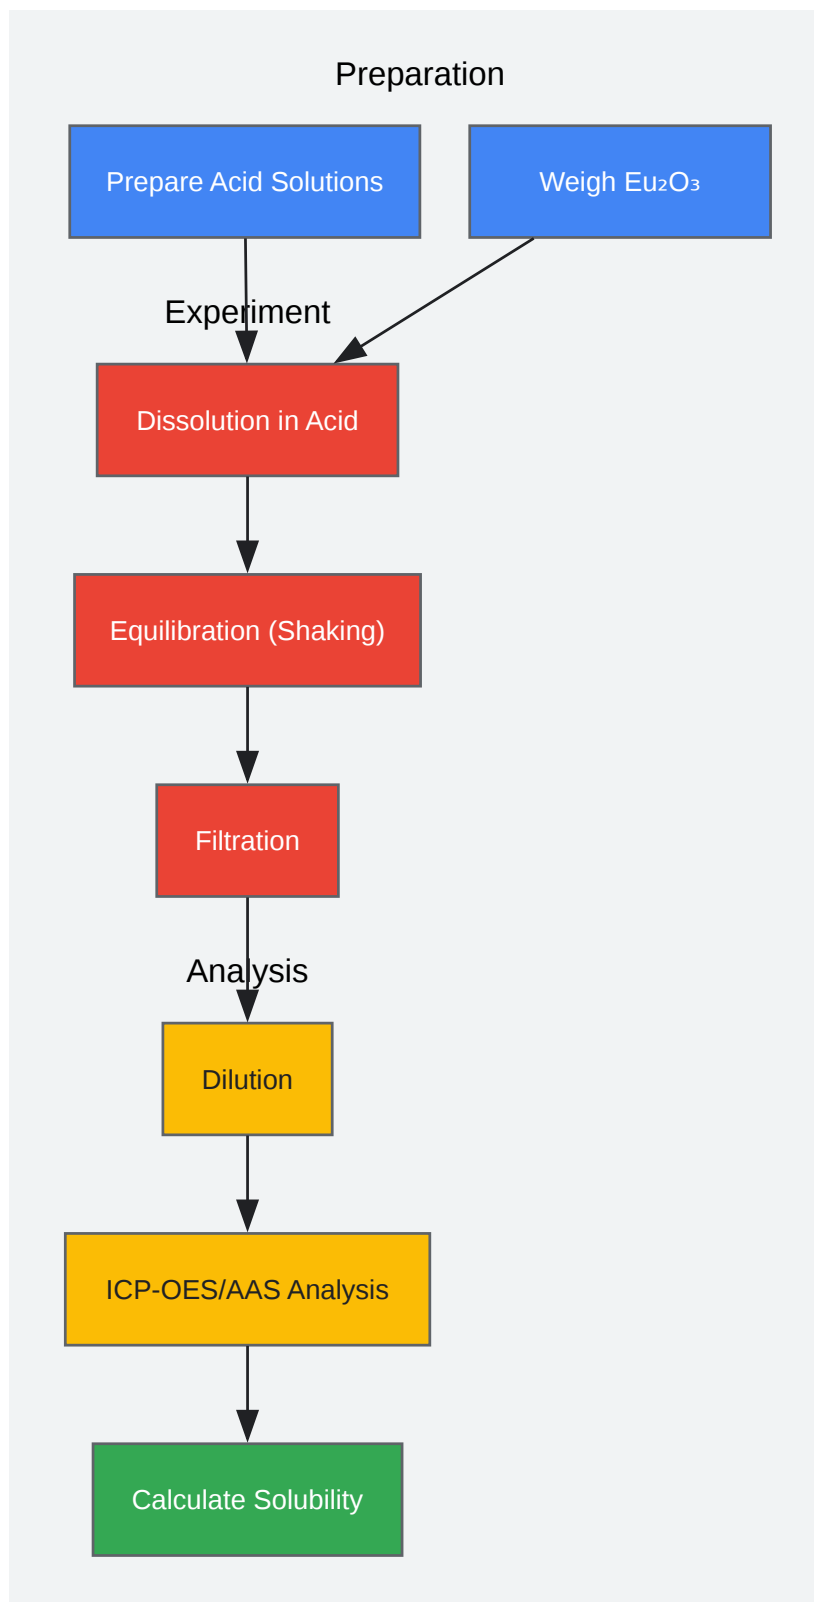 Preparation
Prepare Acid Solutions
Weigh Eu₂O₃
Experiment
Dissolution in Acid
Equilibration (Shaking)
Filtration
Analysis
Dilution
ICP-OES/AAS Analysis
Calculate Solubility